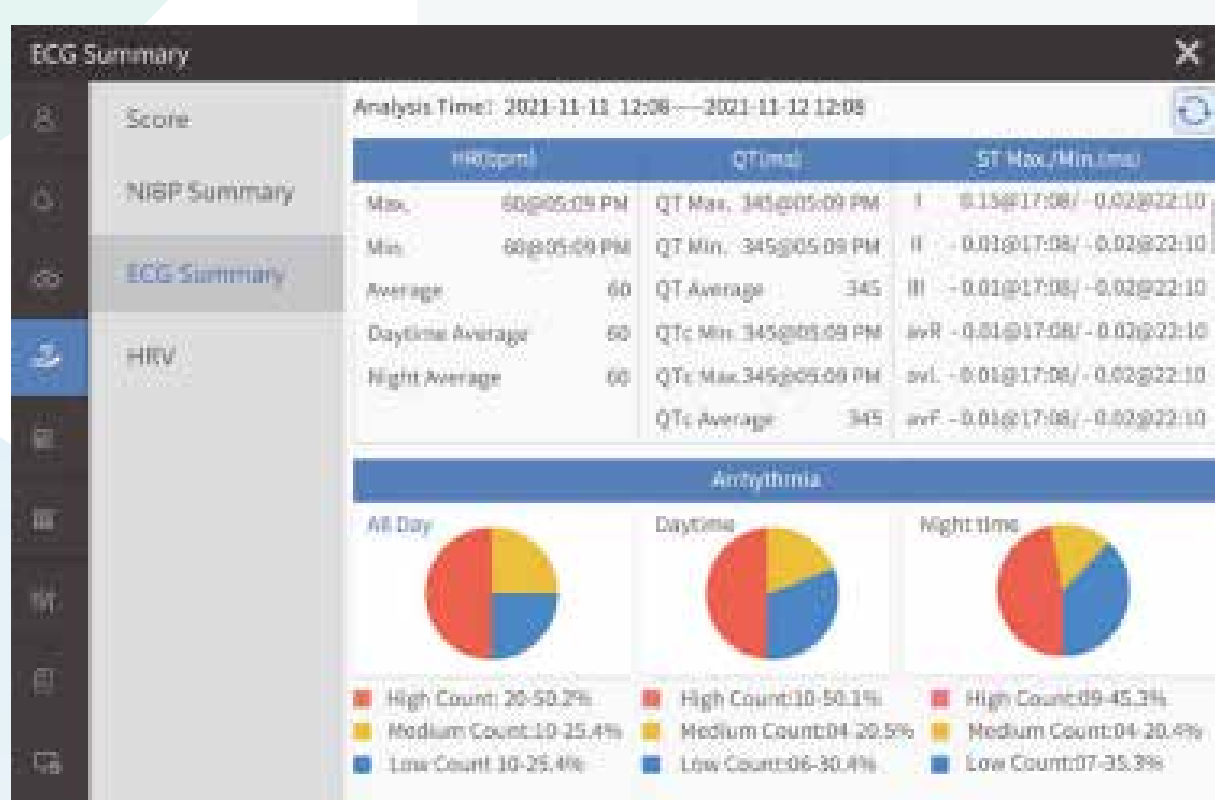 ECG Summary
Score
NIBP Summary
ECG Summary
HRV
Analysis Time: 2021-11-11 12:08----2021-11-12 12:08
HR(bpm) QT(ms) ST Max./Min.(ms)
Max. 60@05:09 PM QT Max. 345@05:09 PM I 0.15@17:08/ -0.02@22:10
Min. 60@05:09 PM QT Min. 345@05:09 PM II -0.01@17:08/ -0.02@22:10
Average 60 QT Average 345 III -0.01@17:08/ -0.02@22:10
Daytime Average 60 QTc Min. 345@05:09 PM avR -0.01@17:08/ -0.02@22:10
Night Average 60 QTc Max. 345@05:09 PM avL -0.01@17:08/ -0.02@22:10
QTc Average 345 avF -0.01@17:08/ -0.02@22:10
Arrhythmia
All Day Daytime Night time
High Count: 20-50.2% High Count:10-50.1% High Count:09-45.3%
Medium Count:10-25.4% Medium Count:04-20.5% Medium Count:04-20.4%
Low Count 10-25.4% Low Count:06-30.4% Low Count:07-35.3%